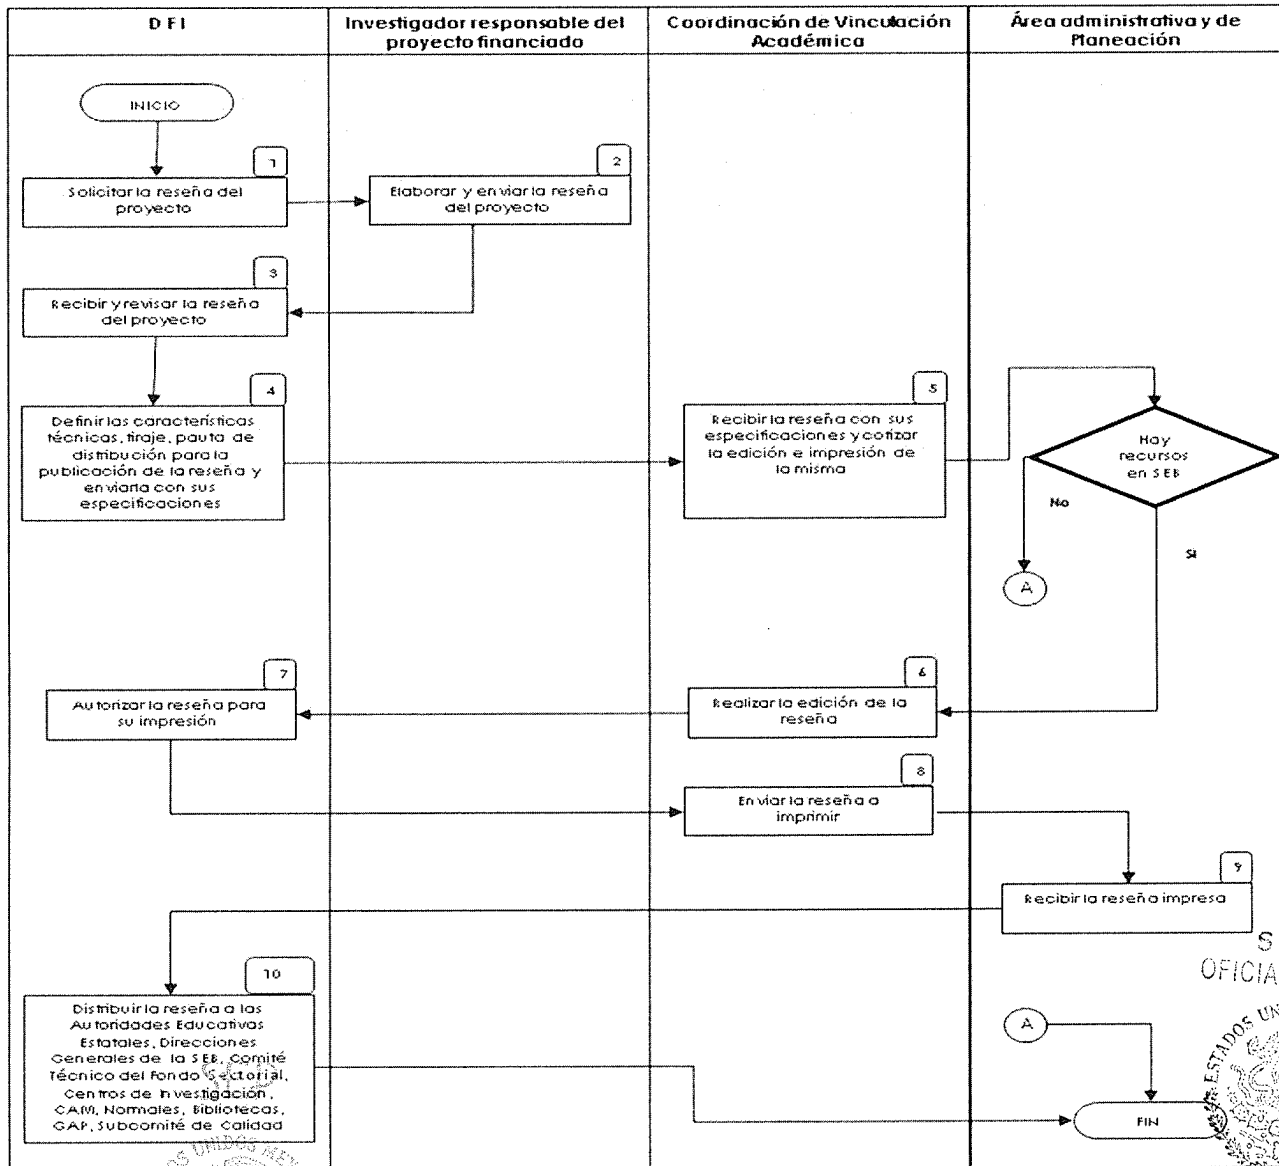 D F I
Investigador responsable del
proyecto financiado
Coordinación de Vinculación
Académica
Área administrativa y de
Planeación
INICIO
1
Solicitar la reseña del
proyecto
2
Elaborar y enviar la reseña
del proyecto
3
Recibir y revisar la reseña
del proyecto
4
Definir las características
técnicas, tiraje, pauta de
distribución para la
publicación de la reseña y
enviarla con sus
especificaciones
5
Recibir la reseña con sus
especificaciones y cotizar
la edición e impresión de
la misma
Hay
recursos
en SEB
No
Si
A
6
Realizar la edición de la
reseña
7
Autorizar la reseña para
su impresión
8
Enviar la reseña a
imprimir
9
Recibir la reseña impresa
10
Distribuir la reseña a las
Autoridades Educativas
Estatales, Direcciones
Generales de la SEB, Comité
Técnico del Fondo Sectorial,
Centros de Investigación,
CAM, Normales, Bibliotecas,
GAP, Subcomité de Calidad
A
FIN
S
OFICIA
ESTADOS UN
SEP
OS UNIDOS MEX